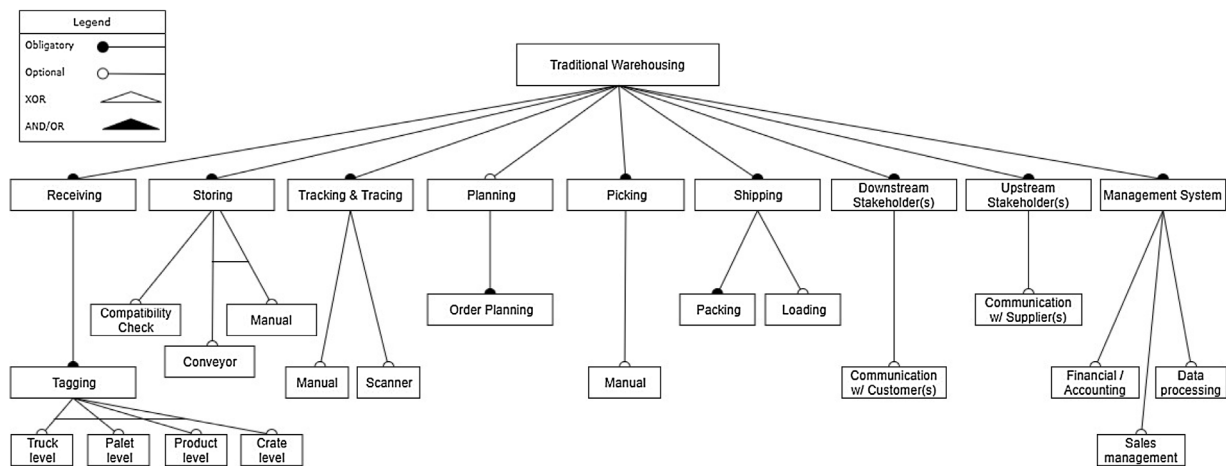 Legend
Obligatory
Optional
XOR
AND/OR
Traditional Warehousing
Receiving
Storing
Tracking & Tracing
Planning
Picking
Shipping
Downstream
Stakeholder(s)
Upstream
Stakeholder(s)
Management System
Compatibility
Check
Manual
Conveyor
Order Planning
Packing
Loading
Communication
w/ Supplier(s)
Tagging
Manual
Scanner
Manual
Communication
w/ Customer(s)
Financial /
Accounting
Data
processing
Truck
level
Palet
level
Product
level
Crate
level
Sales
management